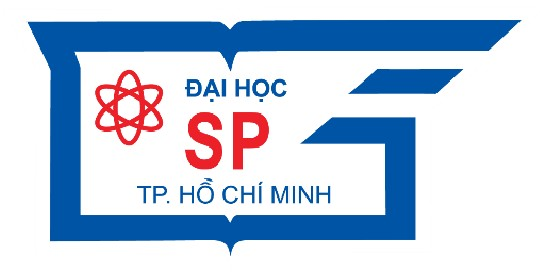 ĐẠI HỌC
SP
TP. HỒ CHÍ MINH